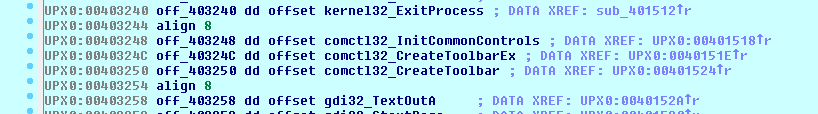 UPX0:00403240 off_403240 dd offset kernel32_ExitProcess ; DATA XREF: sub_401512↑r
UPX0:00403244 align 8
UPX0:00403248 off_403248 dd offset comctl32_InitCommonControls ; DATA XREF: UPX0:00401518↑r
UPX0:0040324C off_40324C dd offset comctl32_CreateToolbarEx ; DATA XREF: UPX0:0040151E↑r
UPX0:00403250 off_403250 dd offset comctl32_CreateToolbar ; DATA XREF: UPX0:00401524↑r
UPX0:00403254 align 8
UPX0:00403258 off_403258 dd offset gdi32_TextOutA ; DATA XREF: UPX0:0040152A↑r